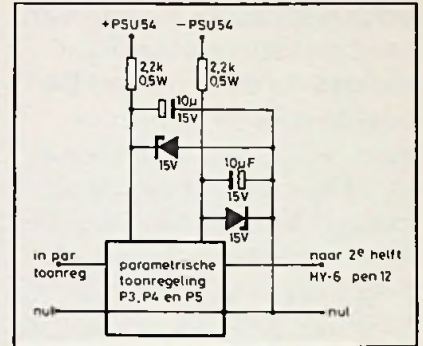 +PSU54 −PSU54
2,2k
0,5W
2,2k
0,5W
10µ
15V
15V
10µF
15V
15V
in par
toonreg
parametrische
toonregeling
P3, P4 en P5
naar 2e helft
HY-6 pen 12
nul
nul